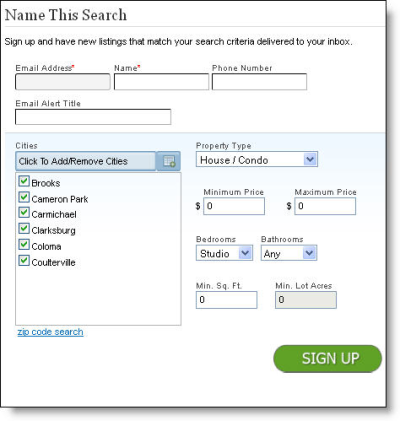 Name This Search
Sign up and have new listings that match your search criteria delivered to your inbox.
Email Address* Name* Phone Number
Email Alert Title
Cities Property Type
Click To Add/Remove Cities House / Condo
Brooks
Cameron Park
Carmichael
Clarksburg
Coloma
Coulterville
Minimum Price Maximum Price
$ 0 $ 0
Bedrooms Bathrooms
Studio Any
Min. Sq. Ft. Min. Lot Acres
0 0
zip code search
SIGN UP